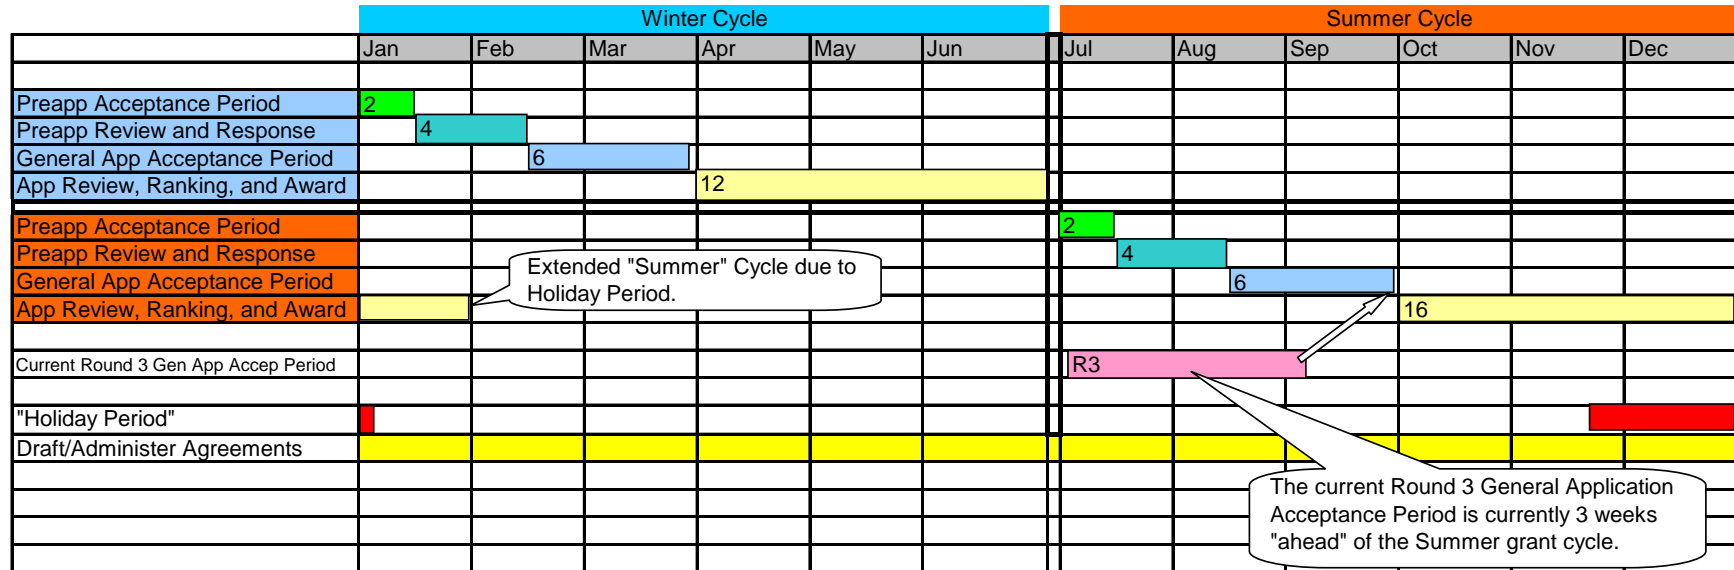 Winter Cycle Summer Cycle
Jan Feb Mar Apr May Jun Jul Aug Sep Oct Nov Dec
Preapp Acceptance Period 2
Preapp Review and Response 4
General App Acceptance Period 6
App Review, Ranking, and Award 12
Preapp Acceptance Period 2
Preapp Review and Response 4
Extended "Summer" Cycle due to
Holiday Period.
General App Acceptance Period 6
App Review, Ranking, and Award 16
Current Round 3 Gen App Accep Period R3
"Holiday Period"
Draft/Administer Agreements
The current Round 3 General Application
Acceptance Period is currently 3 weeks
"ahead" of the Summer grant cycle.